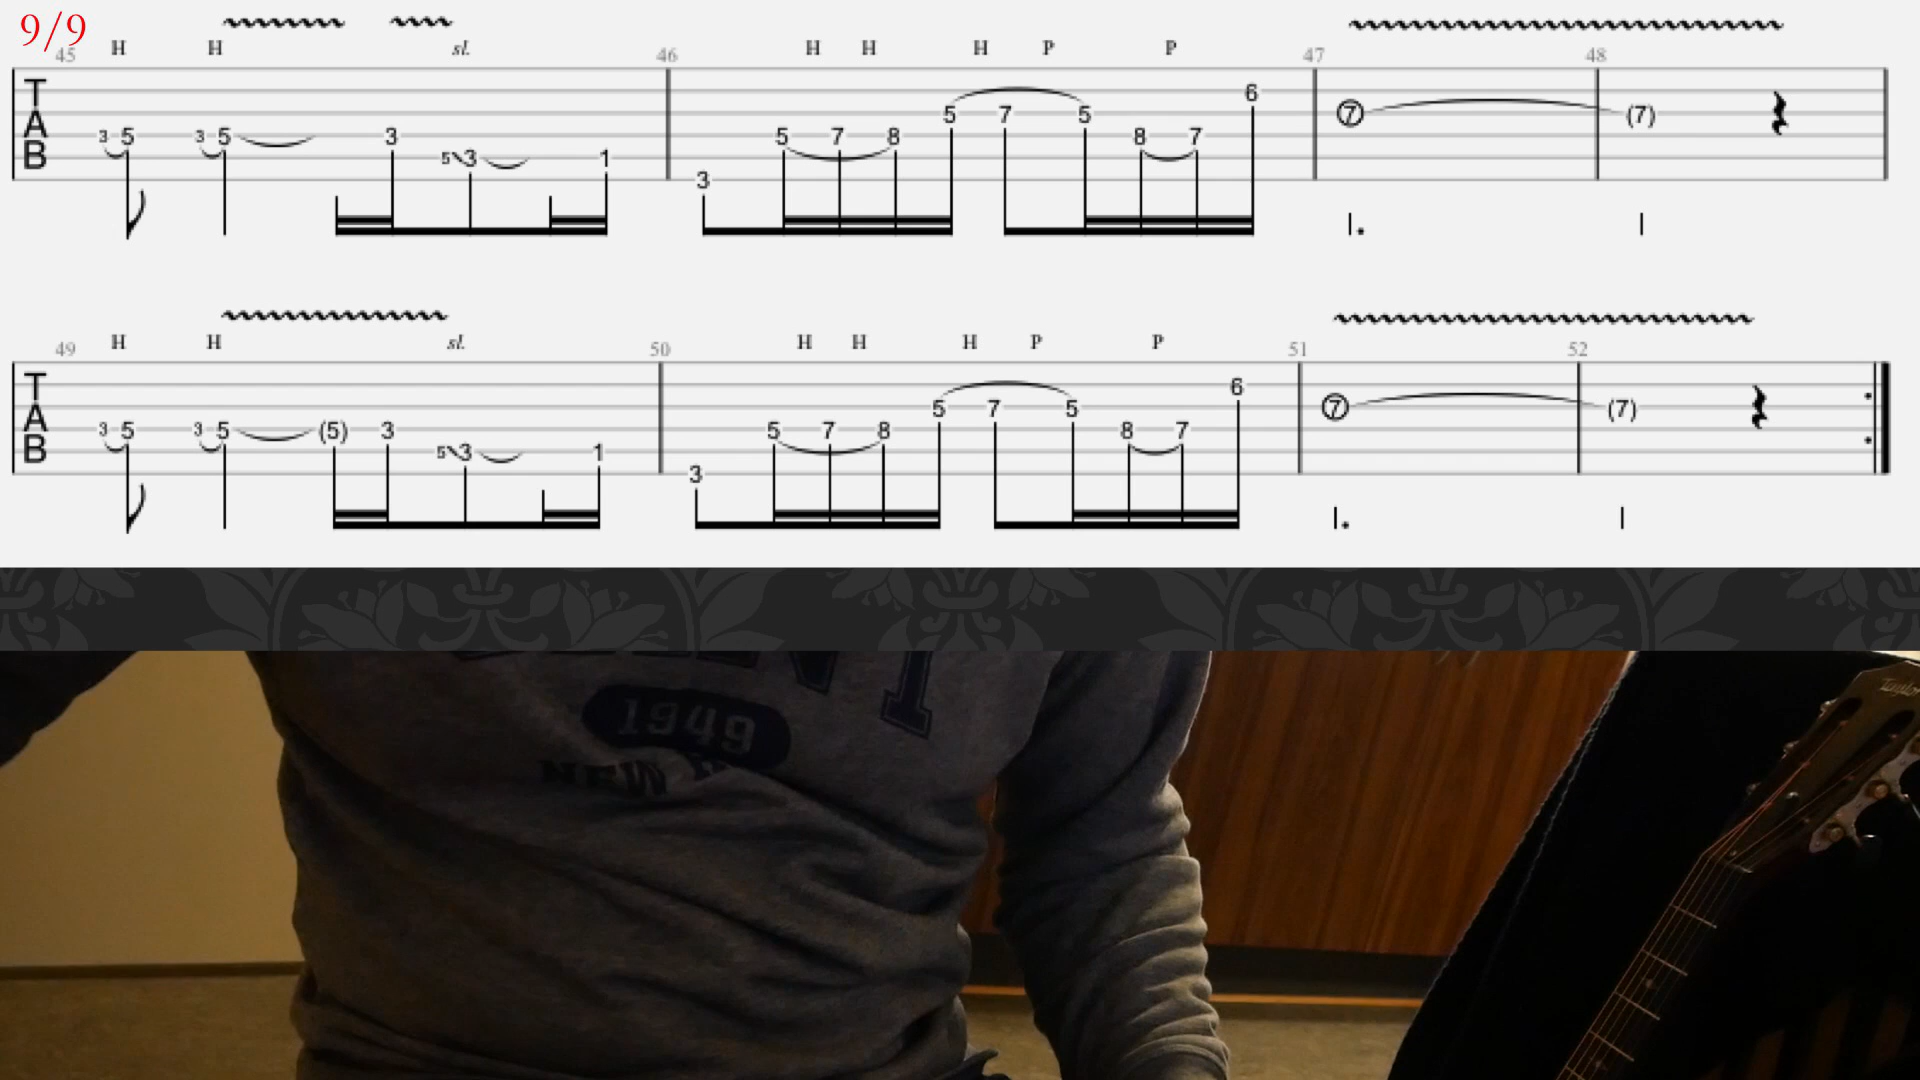 9/9
H H sl. H H H P P
45 46 47 48
T
A
B
3 5 3 5 3 5 3 1 3 5 7 8 5 7 5 8 7 6 7 (7)
H H sl. H H H P P
49 50 51 52
T
A
B
3 5 3 5 (5) 3 5 3 1 3 5 7 8 5 7 5 8 7 6 7 (7)
1949
NEW
Taylor